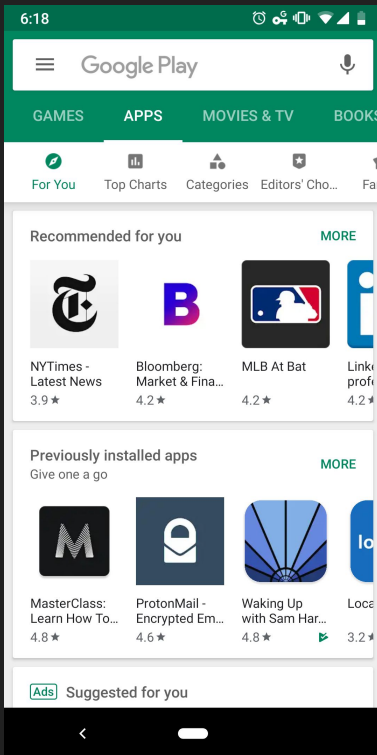 6:18
Google Play
GAMES APPS MOVIES & TV BOOKS
For You Top Charts Categories Editors' Cho... Fa
Recommended for you MORE
NYTimes - Bloomberg: MLB At Bat Linke
Latest News Market & Fina... profe
3.9 4.2 4.2 4.2
Previously installed apps MORE
Give one a go
MasterClass: ProtonMail - Waking Up Loca
Learn How To... Encrypted Em... with Sam Har...
4.8 4.6 4.8 3.2
Ads Suggested for you